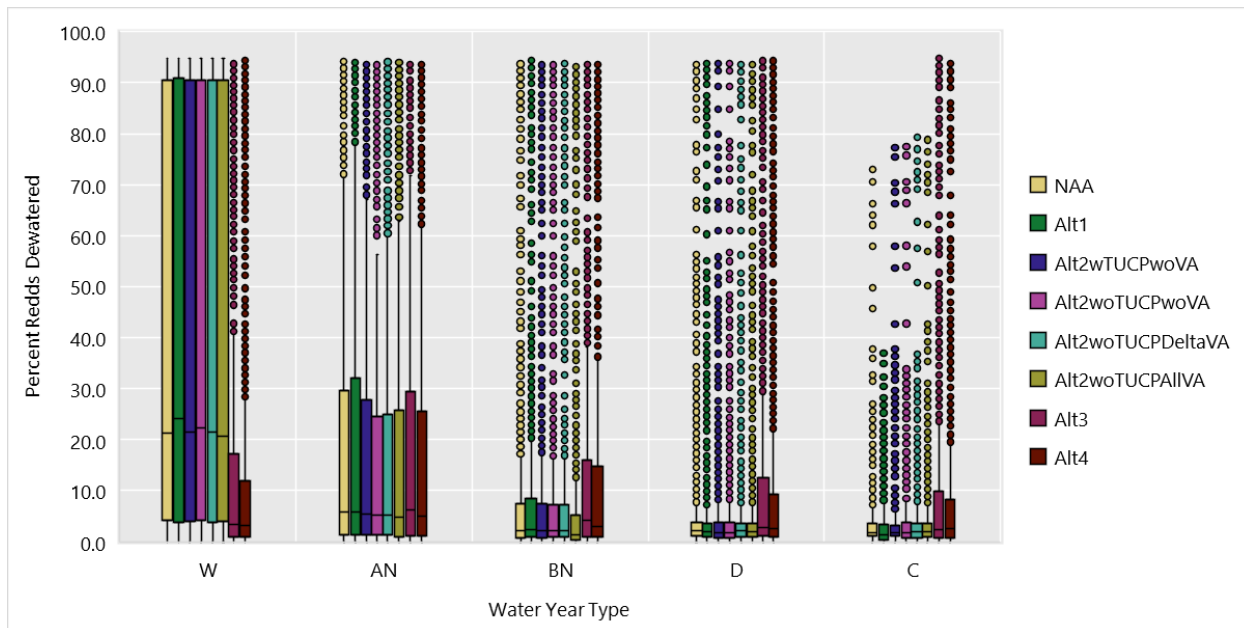 100.0
90.0
80.0
70.0
60.0
50.0
40.0
30.0
20.0
10.0
0.0
Percent Redds Dewatered
W AN BN D C
Water Year Type
NAA
Alt1
Alt2wTUCPwoVA
Alt2woTUCPwoVA
Alt2woTUCPDeltaVA
Alt2woTUCPAllVA
Alt3
Alt4